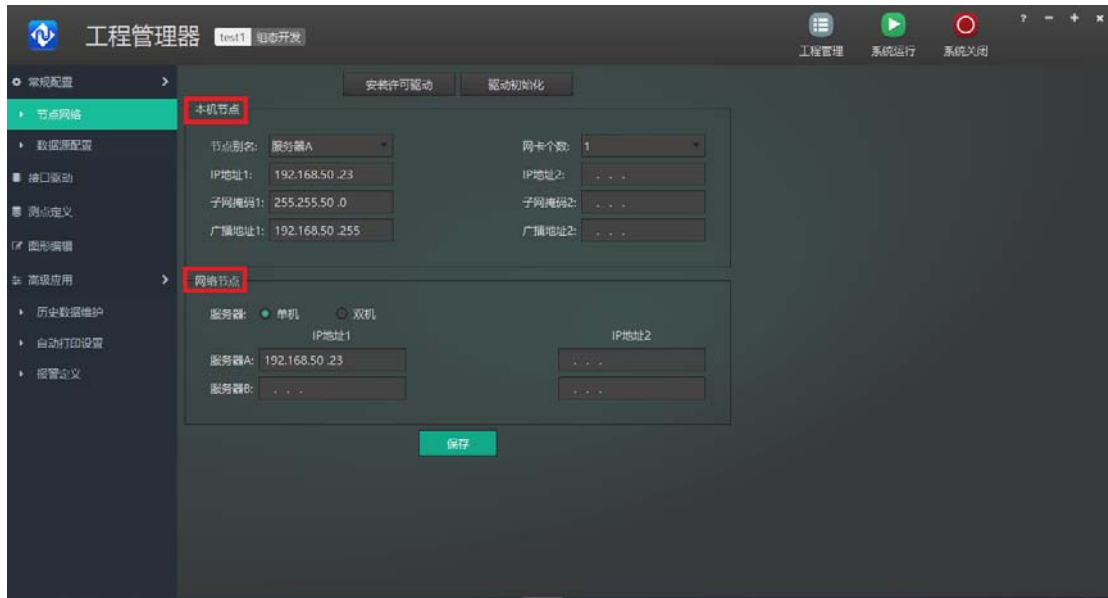 工程管理器 test1 组态开发
工程管理 系统运行 系统关闭
? - + ×
常规配置 >
节点网络
数据源配置
接口驱动
测点定义
图形编辑
高级应用 >
历史数据维护
自动打印设置
报警定义
安装许可驱动 驱动初始化
本机节点
节点别名: 服务器A 网卡个数: 1
IP地址1: 192.168.50 .23 IP地址2: . . .
子网掩码1: 255.255.50 .0 子网掩码2: . . .
广播地址1: 192.168.50 .255 广播地址2: . . .
网络节点
服务器: 单机 双机
IP地址1 IP地址2
服务器A: 192.168.50 .23 . . .
服务器B: . . . . . .
保存